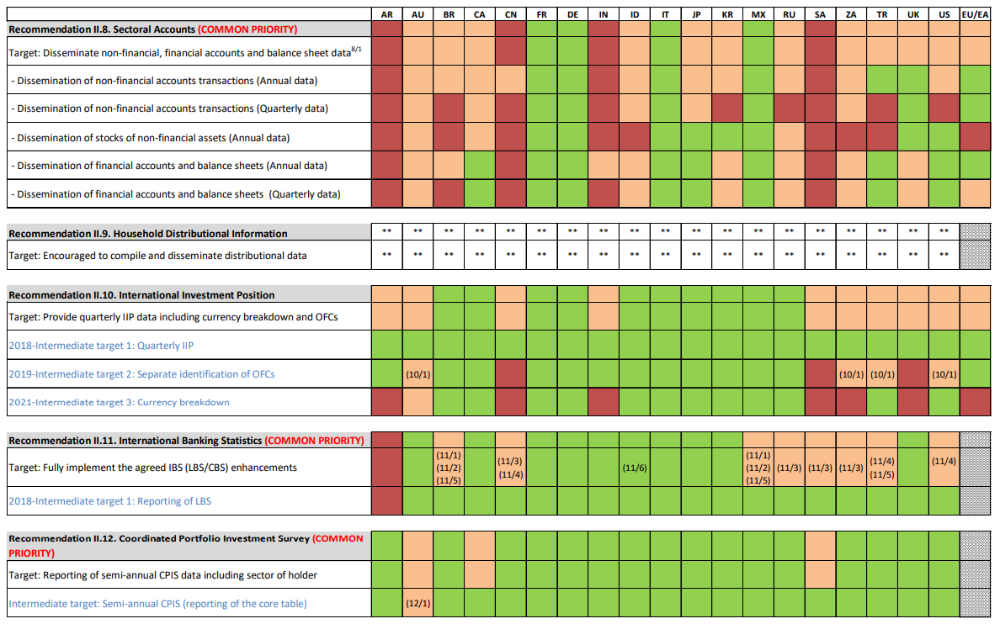 AR AU BR CA CN FR DE IN ID IT JP KR MX RU SA ZA TR UK US EU/EA
Recommendation II.8. Sectoral Accounts (COMMON PRIORITY)
Target: Disseminate non-financial, financial accounts and balance sheet data8/1
- Dissemination of non-financial accounts transactions (Annual data)
- Dissemination of non-financial accounts transactions (Quarterly data)
- Dissemination of stocks of non-financial assets (Annual data)
- Dissemination of financial accounts and balance sheets (Annual data)
- Dissemination of financial accounts and balance sheets (Quarterly data)
Recommendation II.9. Household Distributional Information ** ** ** ** ** ** ** ** ** ** ** ** ** ** ** ** ** ** **
Target: Encouraged to compile and disseminate distributional data ** ** ** ** ** ** ** ** ** ** ** ** ** ** ** ** ** ** **
Recommendation II.10. International Investment Position
Target: Provide quarterly IIP data including currency breakdown and OFCs
2018-Intermediate target 1: Quarterly IIP
2019-Intermediate target 2: Separate identification of OFCs (10/1) (10/1) (10/1) (10/1)
2021-Intermediate target 3: Currency breakdown
Recommendation II.11. International Banking Statistics (COMMON PRIORITY)
Target: Fully implement the agreed IBS (LBS/CBS) enhancements
(11/1)
(11/2)
(11/5)
(11/3)
(11/4)
(11/6)
(11/1)
(11/2)
(11/5)
(11/3)
(11/3)
(11/3)
(11/4)
(11/5)
(11/4)
2018-Intermediate target 1: Reporting of LBS
Recommendation II.12. Coordinated Portfolio Investment Survey (COMMON
PRIORITY)
Target: Reporting of semi-annual CPIS data including sector of holder
Intermediate target: Semi-annual CPIS (reporting of the core table) (12/1)